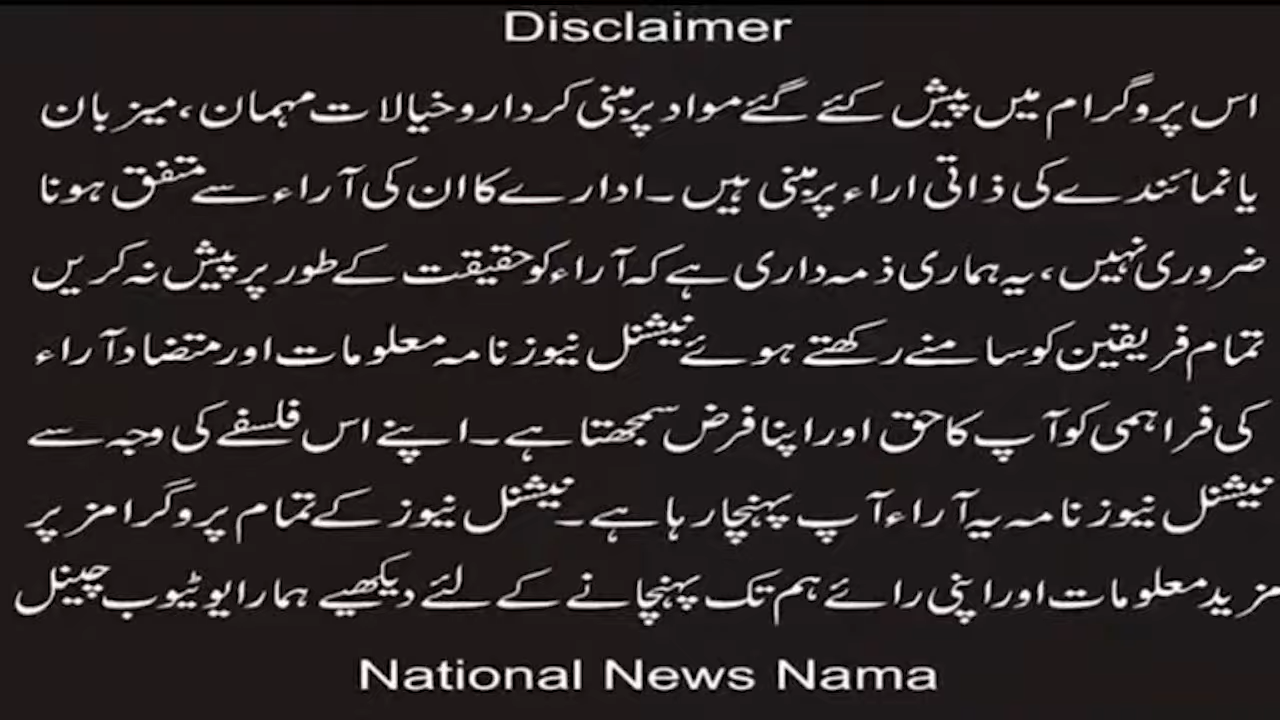 Disclaimer
اس پروگرام میں پیش کئے گئے مواد پر مبنی کردار و خیالات مہمان، میزبان
یا نمائندے کی ذاتی اراء پر مبنی ہیں۔ ادارے کا ان کی آراء سے متفق ہونا
ضروری نہیں، یہ ہماری ذمہ داری ہے کہ آراء کو حقیقت کے طور پر پیش نہ کریں
تمام فریقین کو سامنے رکھتے ہوئے نیشنل نیوز نامہ معلومات اور متضاد آراء
کی فراہمی کو آپ کا حق اور اپنا فرض سمجھتا ہے۔ اپنے اس فلسفے کی وجہ سے
نیشنل نیوز نامہ یہ آراء آپ پہنچا رہا ہے۔ نیشنل نیوز کے تمام پروگرامز پر
مزید معلومات اور اپنی رائے ہم تک پہنچانے کے لئے دیکھیے ہمارا یوٹیوب چینل
National News Nama